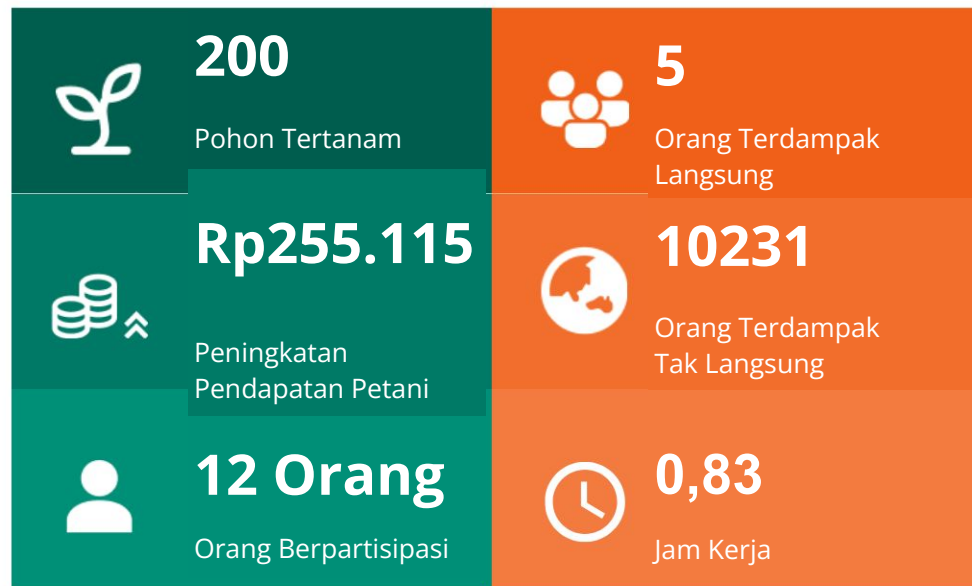 200
Pohon Tertanam
5
Orang Terdampak
Langsung
Rp255.115
Peningkatan
Pendapatan Petani
10231
Orang Terdampak
Tak Langsung
12 Orang
Orang Berpartisipasi
0,83
Jam Kerja